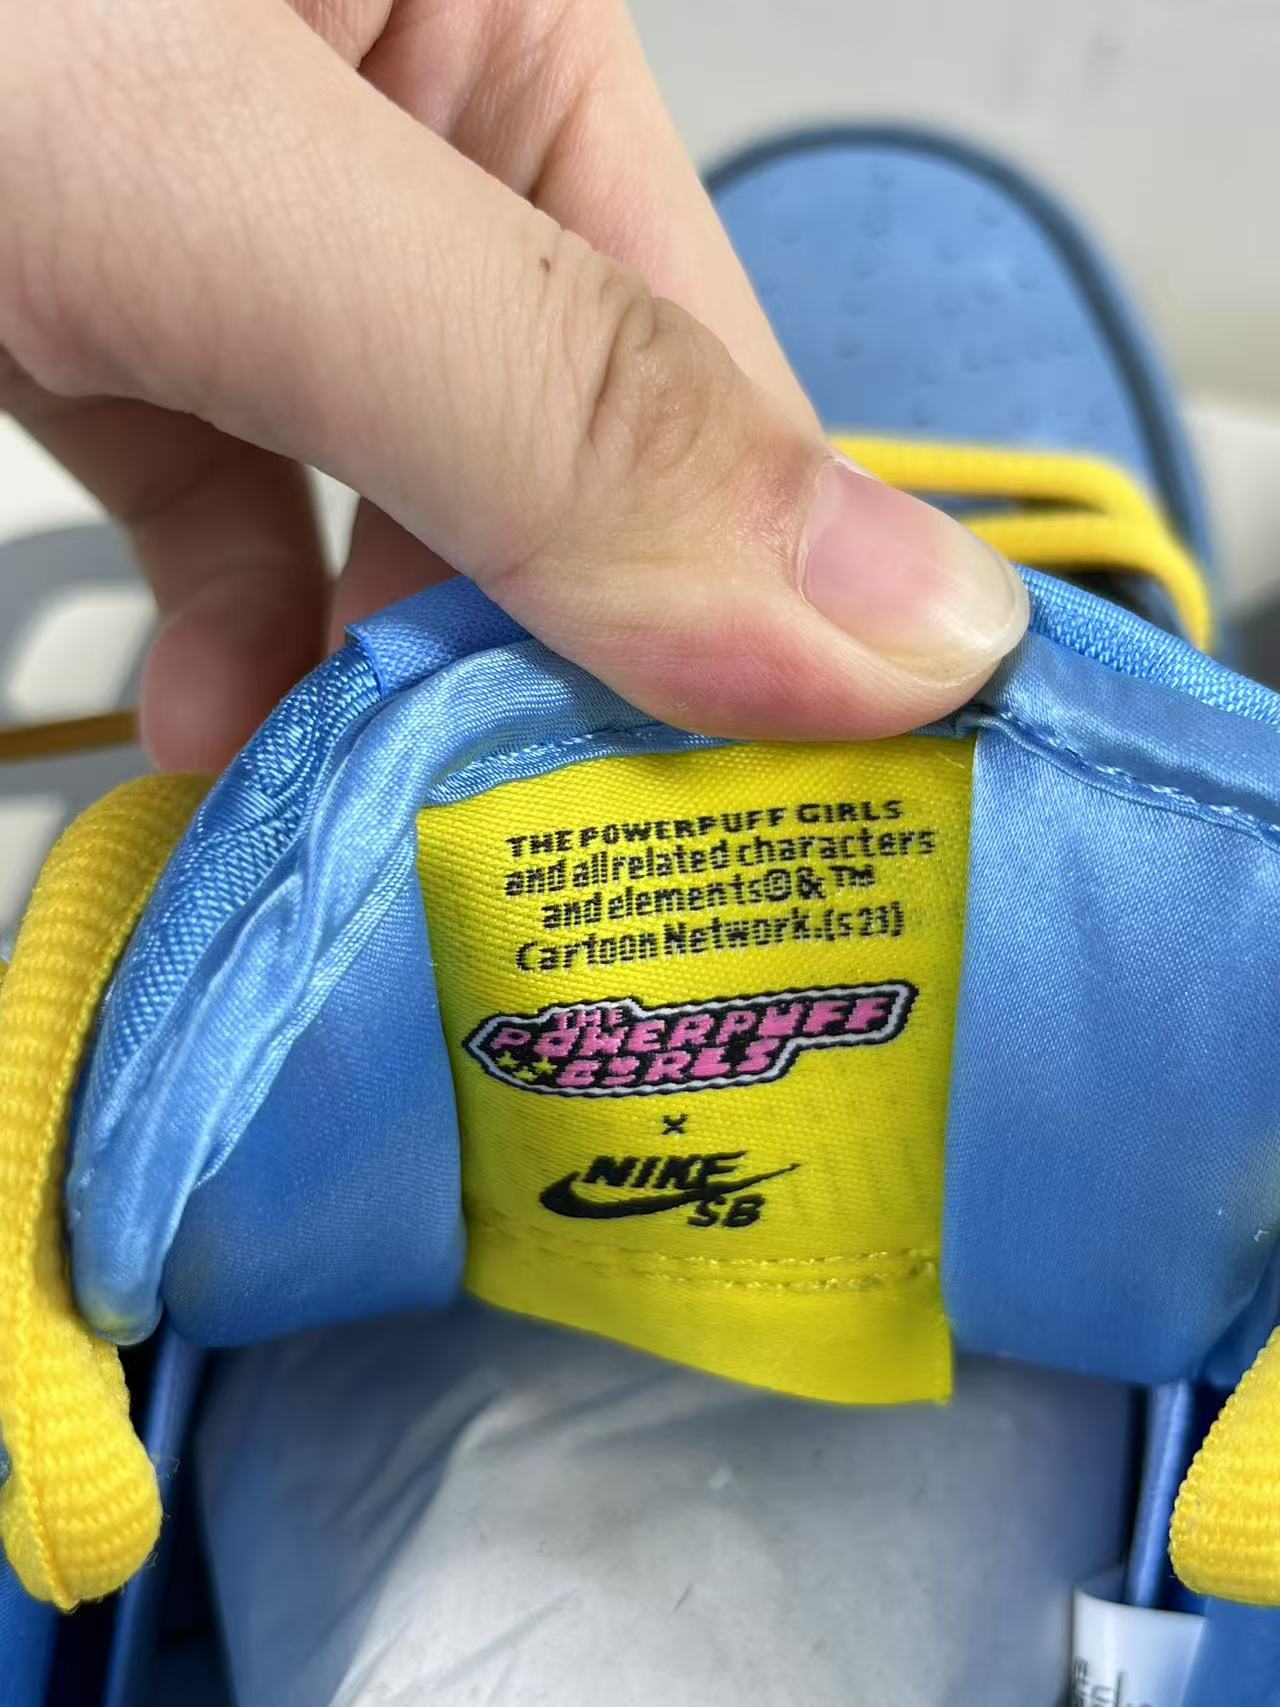 THE POWERPUFF GIRLS
and all related characters
and elements©&™
Cartoon Network.(s23)
THE
POWERPUFF
GIRLS
x
NIKE
SB